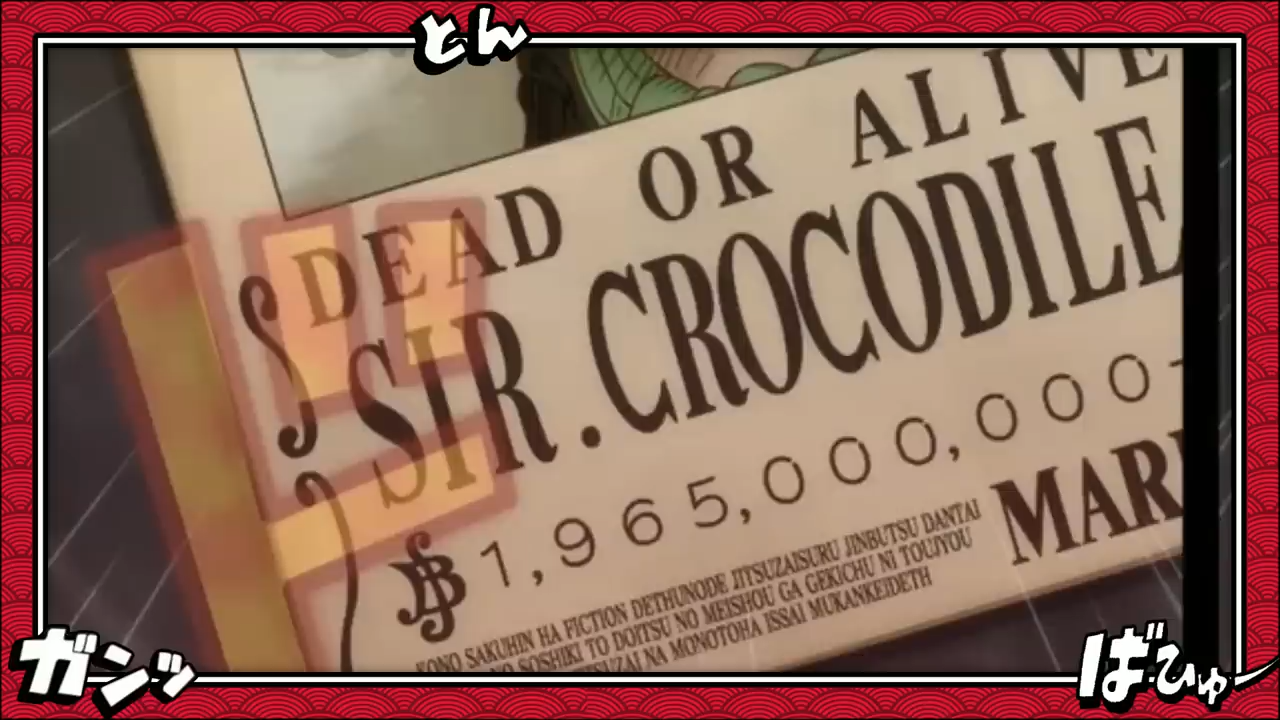 とん
DEAD OR ALIVE
SIR.CROCODILE
1,965,000,000-
MAR
KONO SAKUHIN HA FICTION DETHUNODE JITSUZAISURU JINBUTSU DANTAI
SOSHIKI TO DOITSU NO MEISHOU GA GEKICHU NI TOUJYOU
NA MONOTOHA ISSAI MUKANKEIDETH
ガンッ
ばひゅー